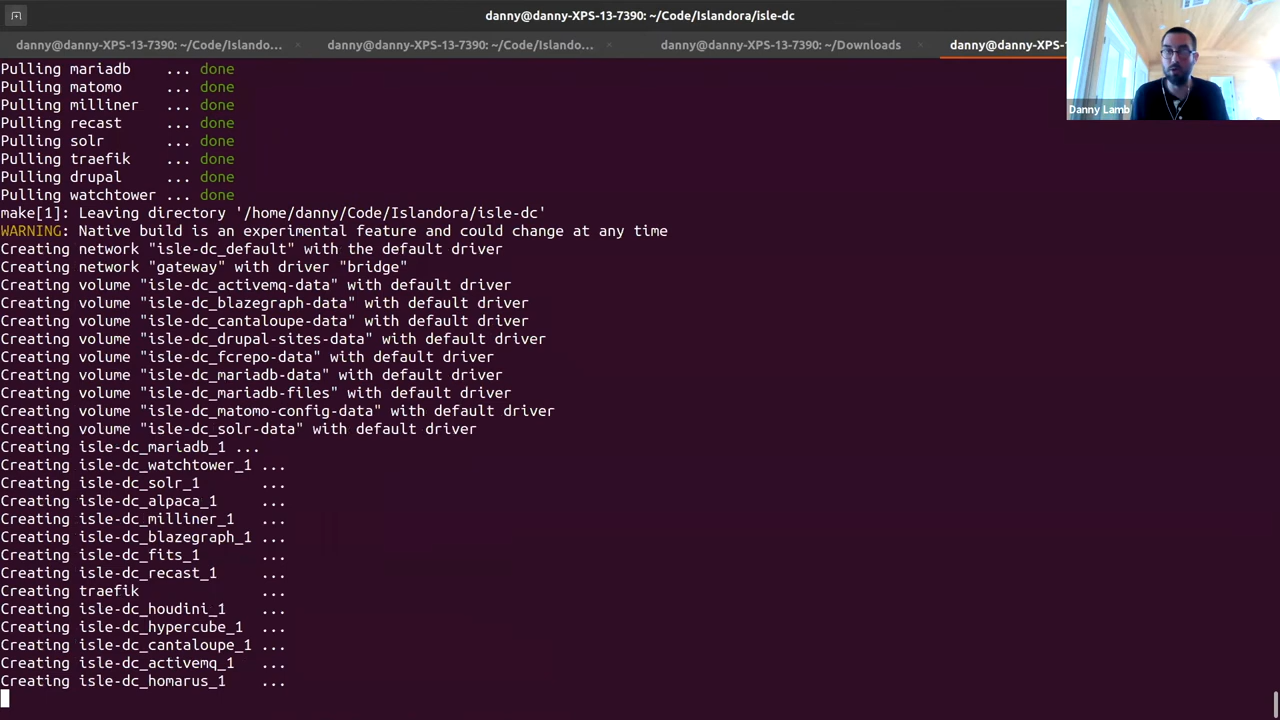 danny@danny-XPS-13-7390: ~/Code/Islandora/isle-dc
danny@danny-XPS-13-7390: ~/Code/Islando...
danny@danny-XPS-13-7390: ~/Code/Islando...
danny@danny-XPS-13-7390: ~/Downloads
danny@danny-XPS-1
Danny Lamb
Pulling mariadb    ... done
Pulling matomo     ... done
Pulling milliner   ... done
Pulling recast     ... done
Pulling solr       ... done
Pulling traefik    ... done
Pulling drupal     ... done
Pulling watchtower ... done
make[1]: Leaving directory '/home/danny/Code/Islandora/isle-dc'
WARNING: Native build is an experimental feature and could change at any time
Creating network "isle-dc_default" with the default driver
Creating network "gateway" with driver "bridge"
Creating volume "isle-dc_activemq-data" with default driver
Creating volume "isle-dc_blazegraph-data" with default driver
Creating volume "isle-dc_cantaloupe-data" with default driver
Creating volume "isle-dc_drupal-sites-data" with default driver
Creating volume "isle-dc_fcrepo-data" with default driver
Creating volume "isle-dc_mariadb-data" with default driver
Creating volume "isle-dc_mariadb-files" with default driver
Creating volume "isle-dc_matomo-config-data" with default driver
Creating volume "isle-dc_solr-data" with default driver
Creating isle-dc_mariadb_1 ...
Creating isle-dc_watchtower_1 ...
Creating isle-dc_solr_1       ...
Creating isle-dc_alpaca_1     ...
Creating isle-dc_milliner_1   ...
Creating isle-dc_blazegraph_1 ...
Creating isle-dc_fits_1       ...
Creating isle-dc_recast_1     ...
Creating traefik              ...
Creating isle-dc_houdini_1    ...
Creating isle-dc_hypercube_1  ...
Creating isle-dc_cantaloupe_1 ...
Creating isle-dc_activemq_1   ...
Creating isle-dc_homarus_1    ...